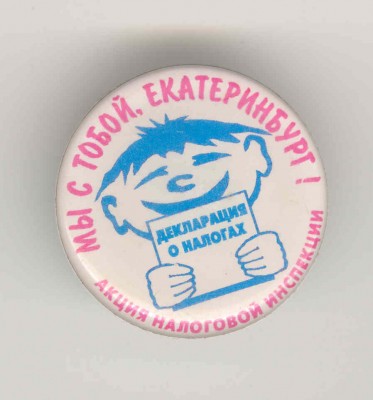 МЫ С ТОБОЙ, ЕКАТЕРИНБУРГ!
ДЕКЛАРАЦИЯ
О НАЛОГАХ
АКЦИЯ НАЛОГОВОЙ ИНСПЕКЦИИ